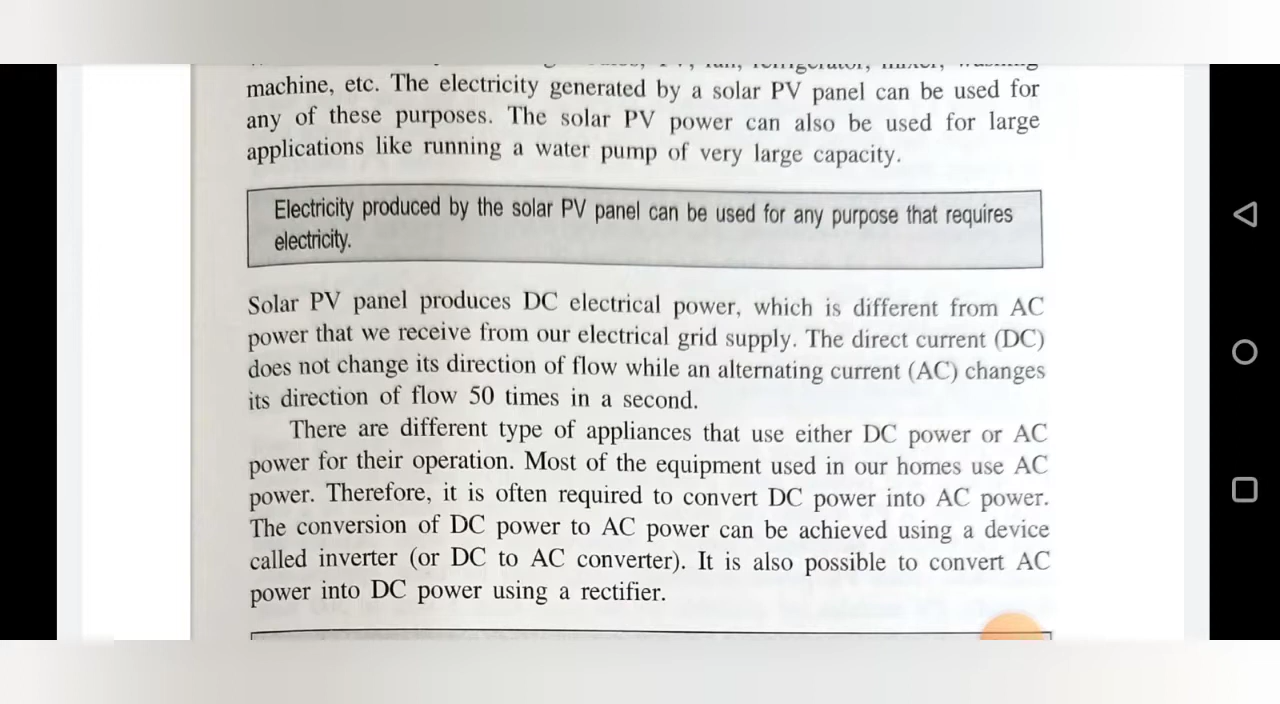 machine, etc. The electricity generated by a solar PV panel can be used for
any of these purposes. The solar PV power can also be used for large
applications like running a water pump of very large capacity.
Electricity produced by the solar PV panel can be used for any purpose that requires
electricity.
Solar PV panel produces DC electrical power, which is different from AC
power that we receive from our electrical grid supply. The direct current (DC)
does not change its direction of flow while an alternating current (AC) changes
its direction of flow 50 times in a second.
There are different type of appliances that use either DC power or AC
power for their operation. Most of the equipment used in our homes use AC
power. Therefore, it is often required to convert DC power into AC power.
The conversion of DC power to AC power can be achieved using a device
called inverter (or DC to AC converter). It is also possible to convert AC
power into DC power using a rectifier.